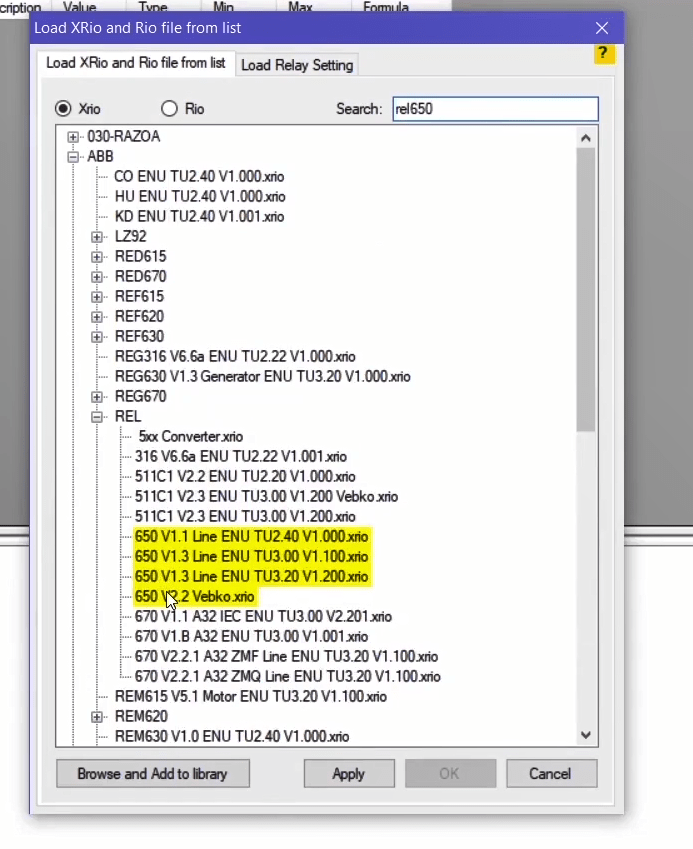 cription Value Type Min Max Formula
Load XRio and Rio file from list
?
Load XRio and Rio file from list Load Relay Setting
Xrio Rio Search: rel650
030-RAZOA
ABB
CO ENU TU2.40 V1.000.xrio
HU ENU TU2.40 V1.000.xrio
KD ENU TU2.40 V1.001.xrio
LZ92
RED615
RED670
REF615
REF620
REF630
REG316 V6.6a ENU TU2.22 V1.000.xrio
REG630 V1.3 Generator ENU TU3.20 V1.000.xrio
REG670
REL
5xx Converter.xrio
316 V6.6a ENU TU2.22 V1.001.xrio
511C1 V2.2 ENU TU2.20 V1.000.xrio
511C1 V2.3 ENU TU3.00 V1.200 Vebko.xrio
511C1 V2.3 ENU TU3.00 V1.200.xrio
650 V1.1 Line ENU TU2.40 V1.000.xrio
650 V1.3 Line ENU TU3.00 V1.100.xrio
650 V1.3 Line ENU TU3.20 V1.200.xrio
650 V2.2 Vebko.xrio
670 V1.1 A32 IEC ENU TU3.00 V2.201.xrio
670 V1.B A32 ENU TU3.00 V1.001.xrio
670 V2.2.1 A32 ZMF Line ENU TU3.20 V1.100.xrio
670 V2.2.1 A32 ZMQ Line ENU TU3.20 V1.100.xrio
REM615 V5.1 Motor ENU TU3.20 V1.100.xrio
REM620
REM630 V1.0 ENU TU2.40 V1.000.xrio
Browse and Add to library Apply OK Cancel